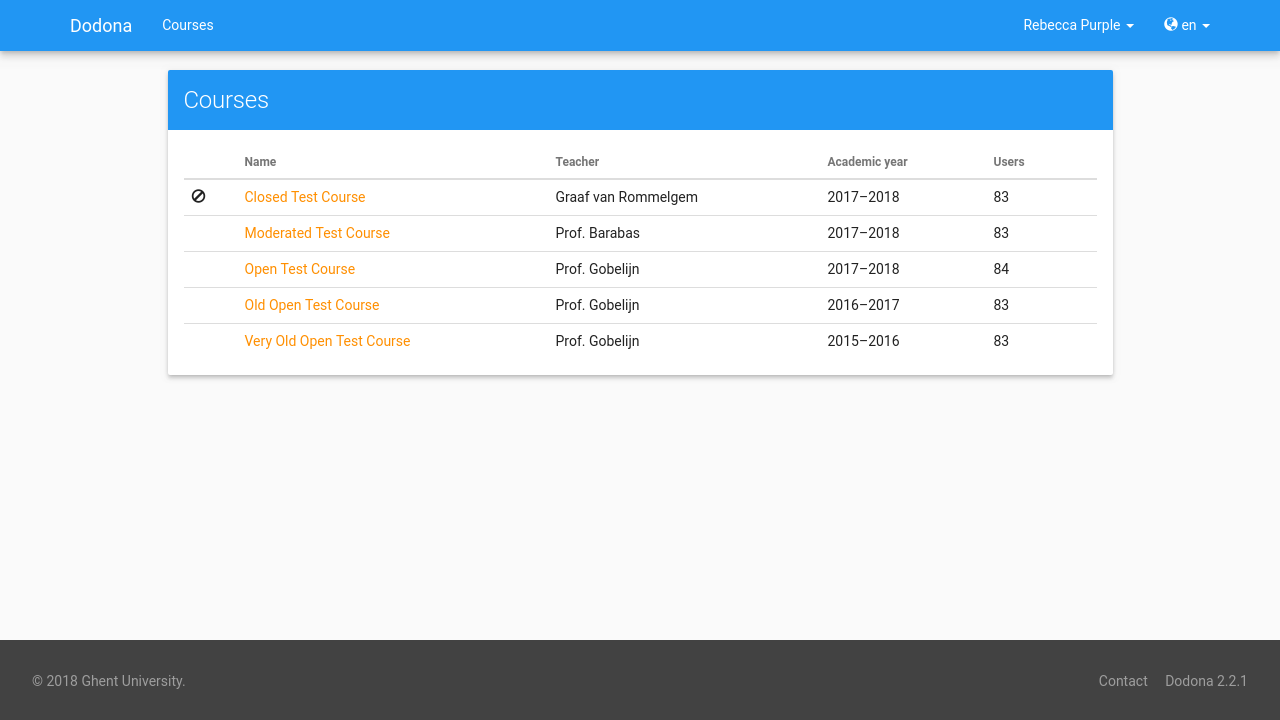 Dodona Courses Rebecca Purple en
Courses
Name Teacher Academic year Users
Closed Test Course Graaf van Rommelgem 2017–2018 83
Moderated Test Course Prof. Barabas 2017–2018 83
Open Test Course Prof. Gobelijn 2017–2018 84
Old Open Test Course Prof. Gobelijn 2016–2017 83
Very Old Open Test Course Prof. Gobelijn 2015–2016 83
© 2018 Ghent University. Contact Dodona 2.2.1